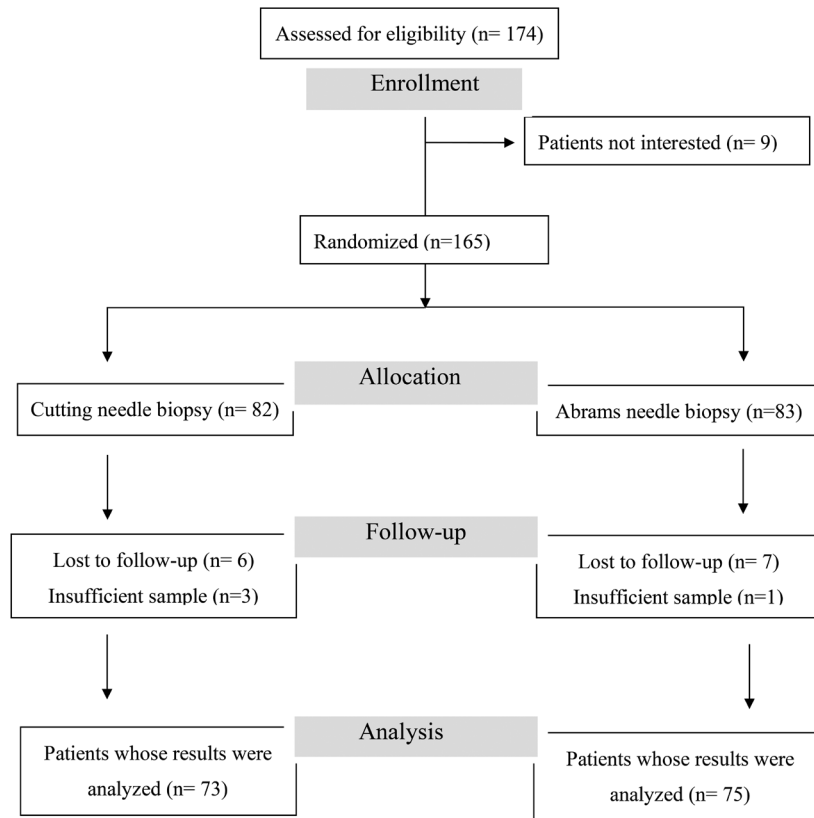 Assessed for eligibility (n= 174)
Enrollment
Patients not interested (n= 9)
Randomized (n=165)
Allocation
Cutting needle biopsy (n= 82)
Abrams needle biopsy (n=83)
Follow-up
Lost to follow-up (n= 6)
Insufficient sample (n=3)
Lost to follow-up (n= 7)
Insufficient sample (n=1)
Analysis
Patients whose results were
analyzed (n= 73)
Patients whose results were
analyzed (n= 75)